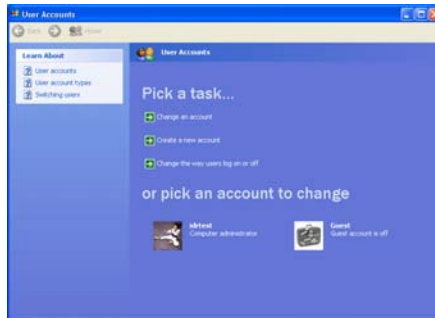 User Accounts
Back Home
Learn About
User accounts
User account types
Switching users
User Accounts
Pick a task...
Change an account
Create a new account
Change the way users log on or off
or pick an account to change
Computer administrator
Guest
Guest account is off